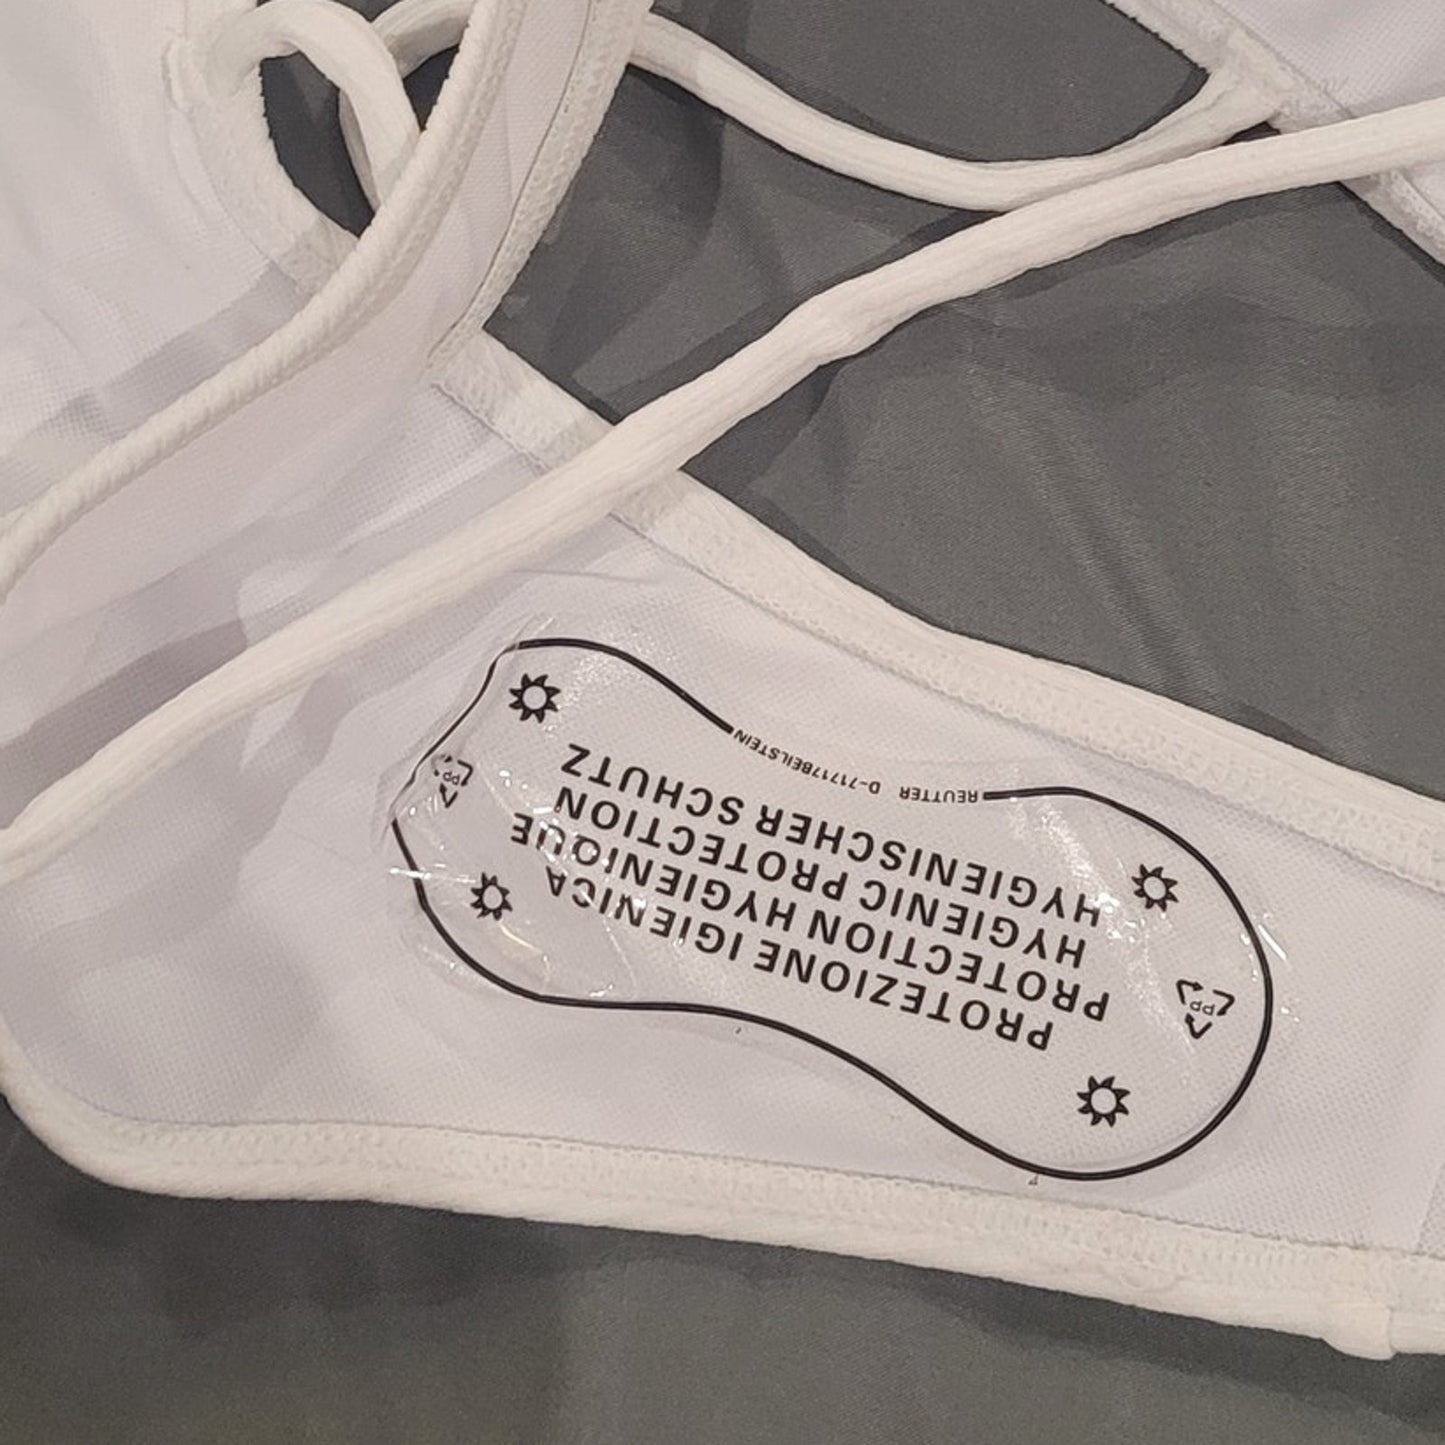 PROTEZIONE IGIENICA
PROTECTION HYGIENIQUE
HYGIENIC PROTECTION
HYGIENISCHER SCHUTZ
REUTTER D-71717BEILSTEIN
PP
PP